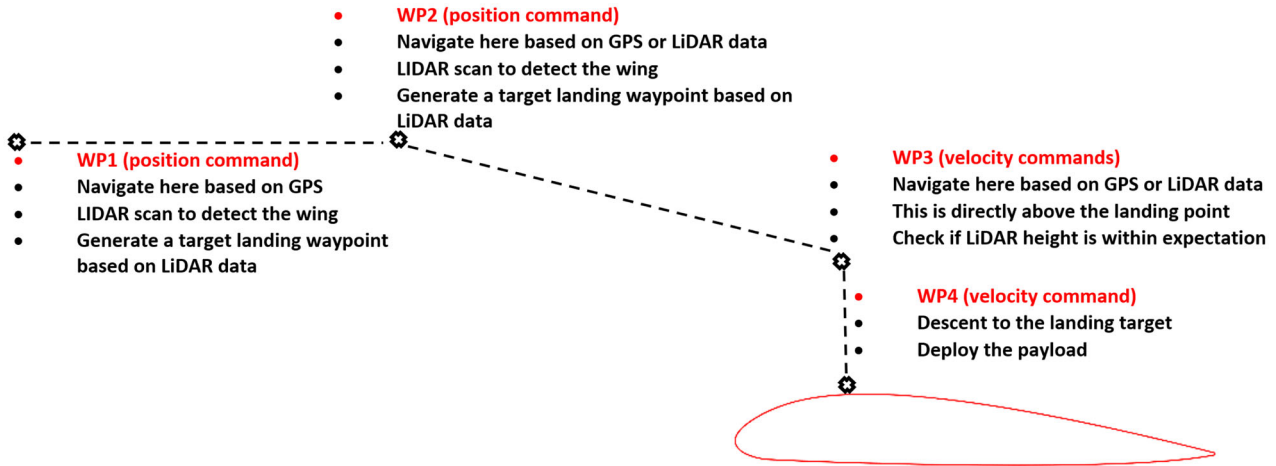 WP2 (position command)
Navigate here based on GPS or LiDAR data
LIDAR scan to detect the wing
Generate a target landing waypoint based on
LiDAR data
WP1 (position command)
Navigate here based on GPS
LIDAR scan to detect the wing
Generate a target landing waypoint
based on LiDAR data
WP3 (velocity commands)
Navigate here based on GPS or LiDAR data
This is directly above the landing point
Check if LiDAR height is within expectation
WP4 (velocity command)
Descent to the landing target
Deploy the payload